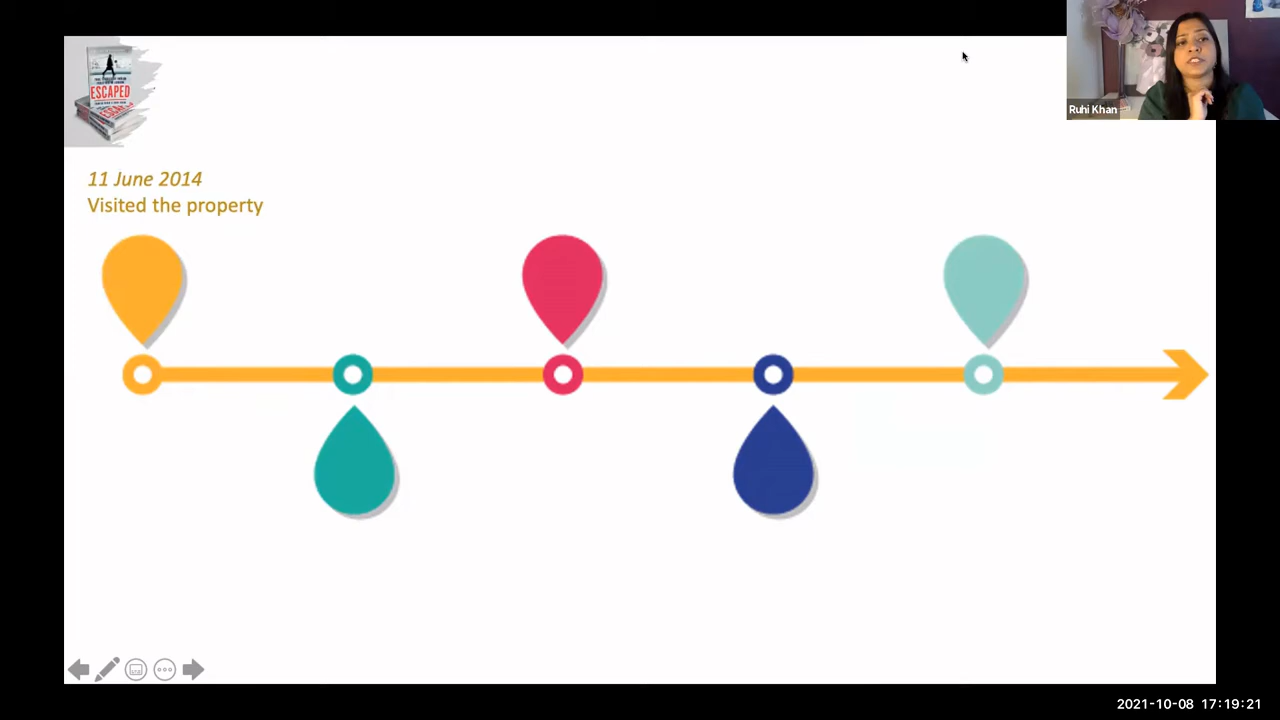 ESCAPED
Ruhi Khan
11 June 2014
Visited the property
2021-10-08 17:19:21